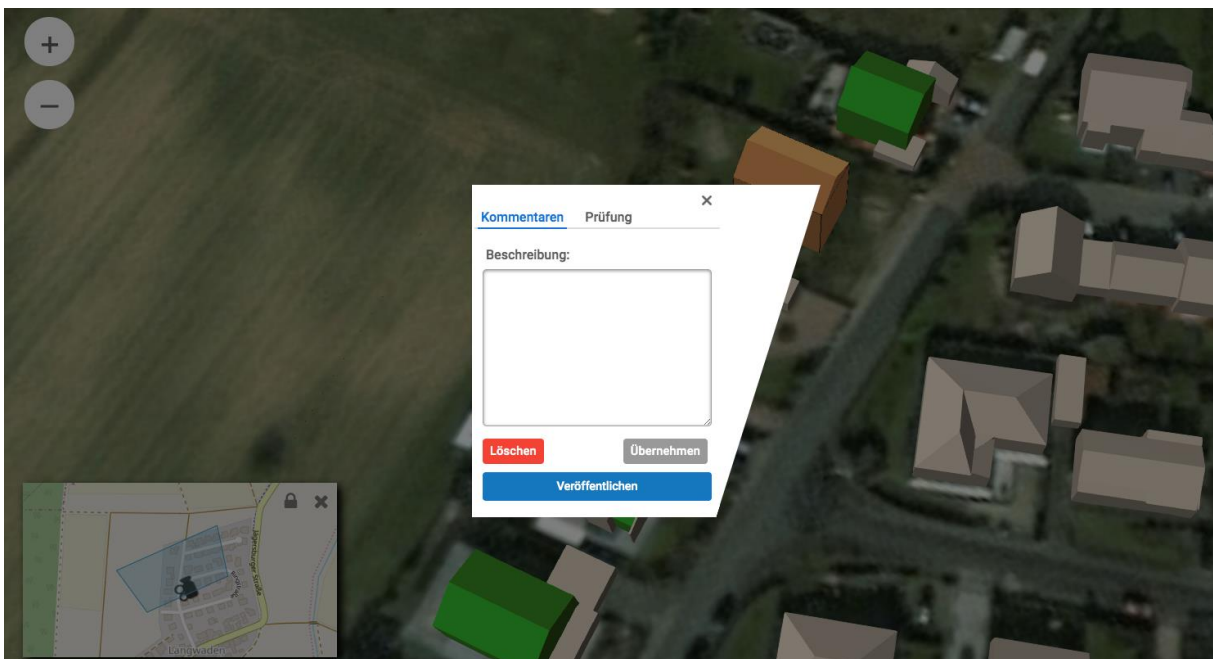 +
−
×
Kommentaren Prüfung
Beschreibung:
Löschen Übernehmen
Veröffentlichen
Langwaden